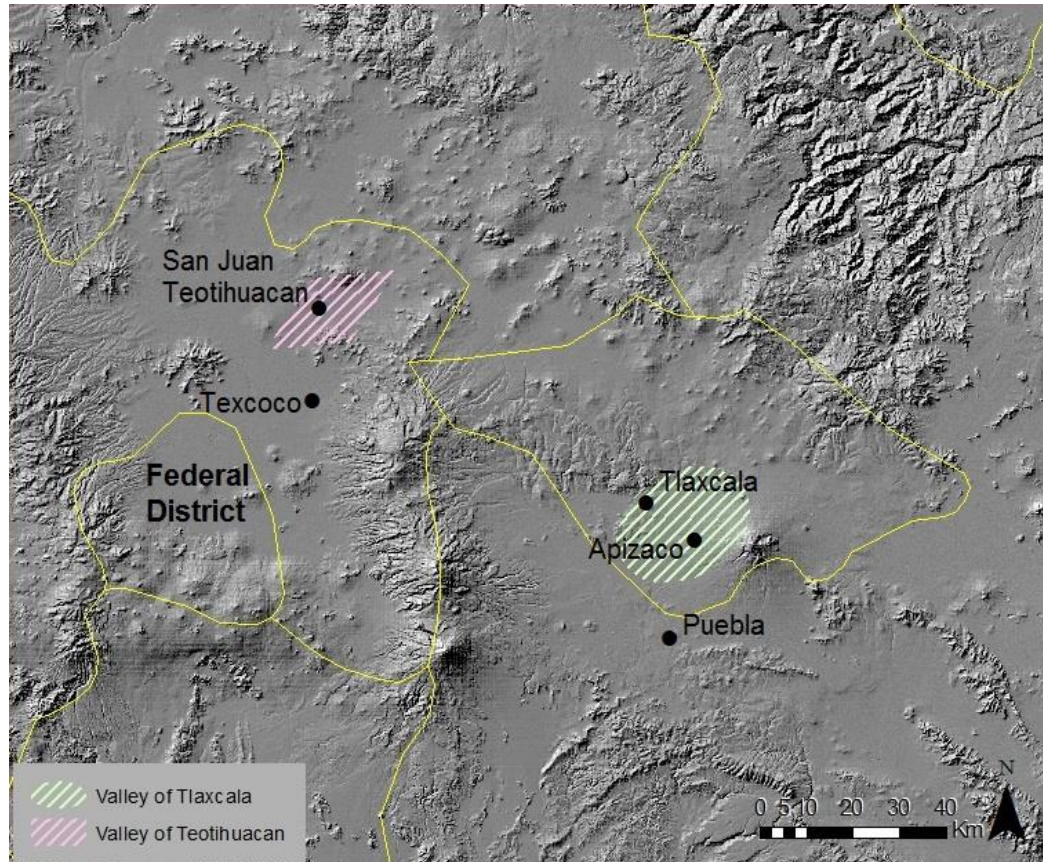 San Juan
Teotihuacan
Texcoco
Federal
District
Tlaxcala
Apizaco
Puebla
Valley of Tlaxcala
Valley of Teotihuacan
N
0 5 10 20 30 40
Km